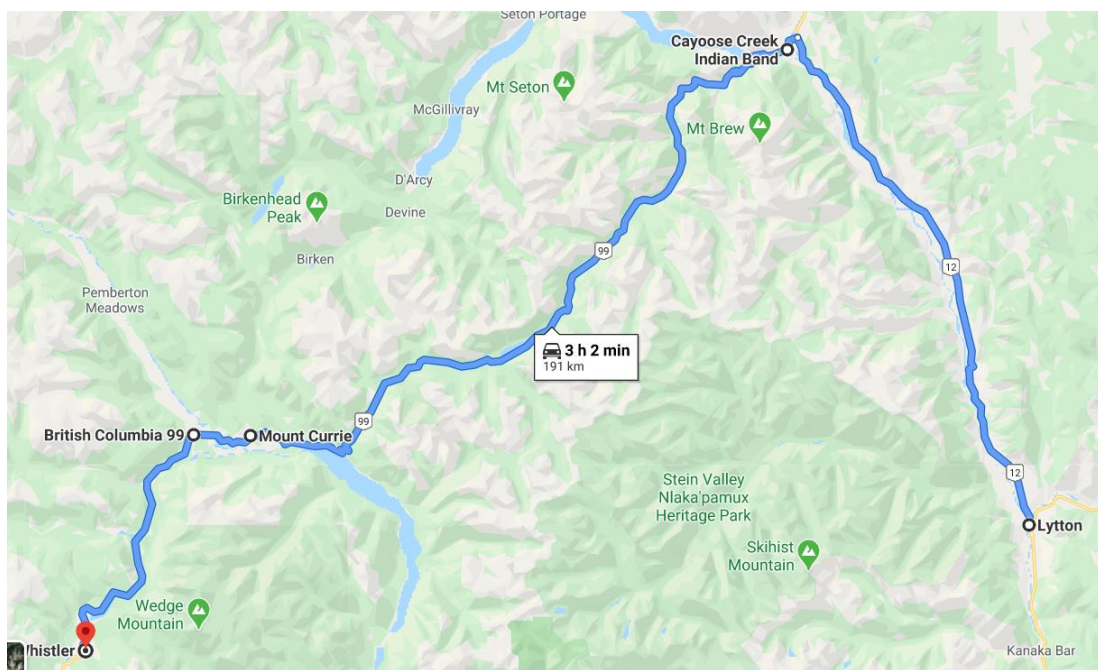 Seton Portage
Cayoose Creek
Indian Band
Mt Seton
McGillivray
Mt Brew
D'Arcy
Birkenhead
Peak
Devine
99
Birken
12
Pemberton
Meadows
3 h 2 min
191 km
99
British Columbia 99
Mount Currie
12
Stein Valley
Nlaka'pamux
Heritage Park
Lytton
Skihist
Mountain
Wedge
Mountain
Whistler
Kanaka Bar